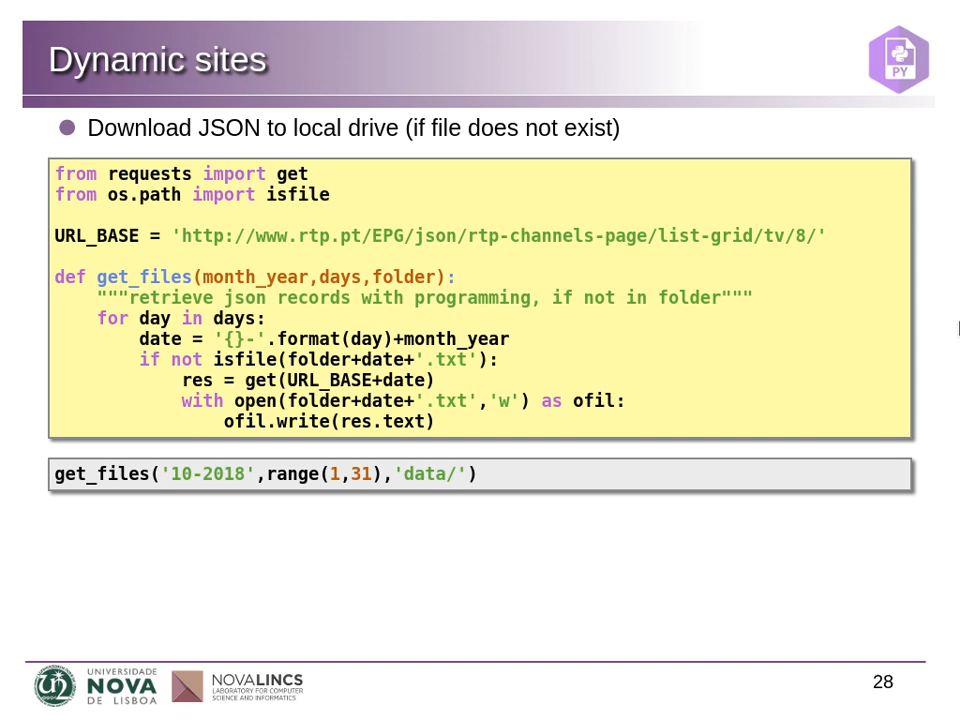 Dynamic sites
PY
Download JSON to local drive (if file does not exist)
from requests import get
from os.path import isfile
URL_BASE = 'http://www.rtp.pt/EPG/json/rtp-channels-page/list-grid/tv/8/'
def get_files(month_year,days,folder):
    """retrieve json records with programming, if not in folder"""
    for day in days:
        date = '{}-'.format(day)+month_year
        if not isfile(folder+date+'.txt'):
            res = get(URL_BASE+date)
            with open(folder+date+'.txt','w') as ofil:
                ofil.write(res.text)
get_files('10-2018',range(1,31),'data/')
UNIVERSIDADE
NOVA
DE LISBOA
NOVALINCS
LABORATORY FOR COMPUTER
SCIENCE AND INFORMATICS
28